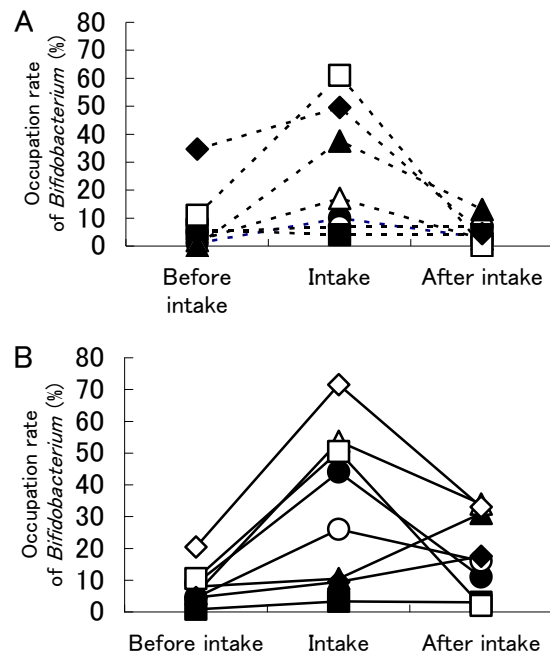 A
Occupation rate
of Bifidobacterium (%)
80
70
60
50
40
30
20
10
0
Before
intake
Intake
After intake
B
Occupation rate
of Bifidobacterium (%)
80
70
60
50
40
30
20
10
0
Before intake
Intake
After intake